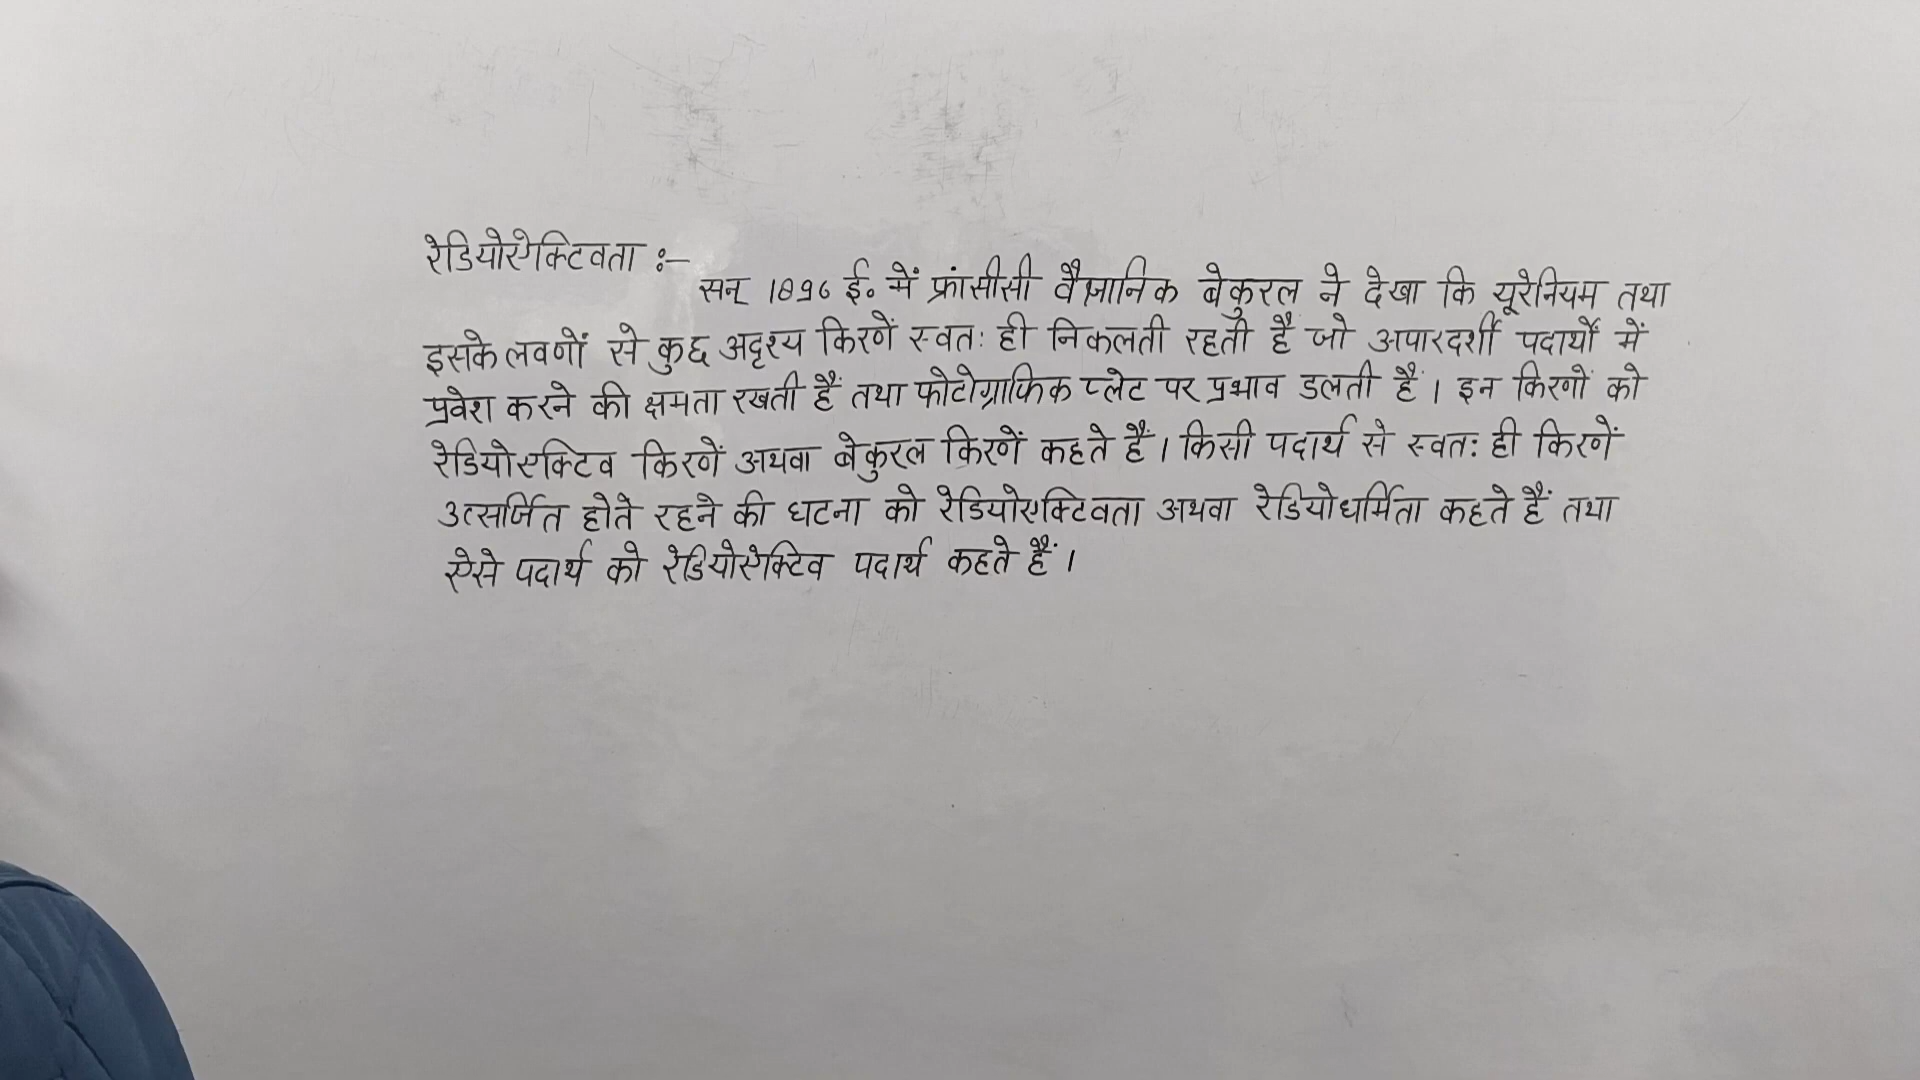 रेडियोऐक्टिवता :-
सन् 1896 ई० में फ्रांसीसी वैज्ञानिक बेकुरल ने देखा कि यूरेनियम तथा
इसके लवणों से कुछ अदृश्य किरणें स्वतः ही निकलती रहती हैं जो अपारदर्शी पदार्थों में
प्रवेश करने की क्षमता रखती हैं तथा फोटोग्राफिक प्लेट पर प्रभाव डलती हैं । इन किरणों को
रेडियोएक्टिव किरणें अथवा बेकुरल किरणें कहते हैं । किसी पदार्थ से स्वतः ही किरणें
उत्सर्जित होते रहने की घटना को रेडियोएक्टिवता अथवा रेडियोधर्मिता कहते हैं तथा
ऐसे पदार्थ को रेडियोऐक्टिव पदार्थ कहते हैं ।